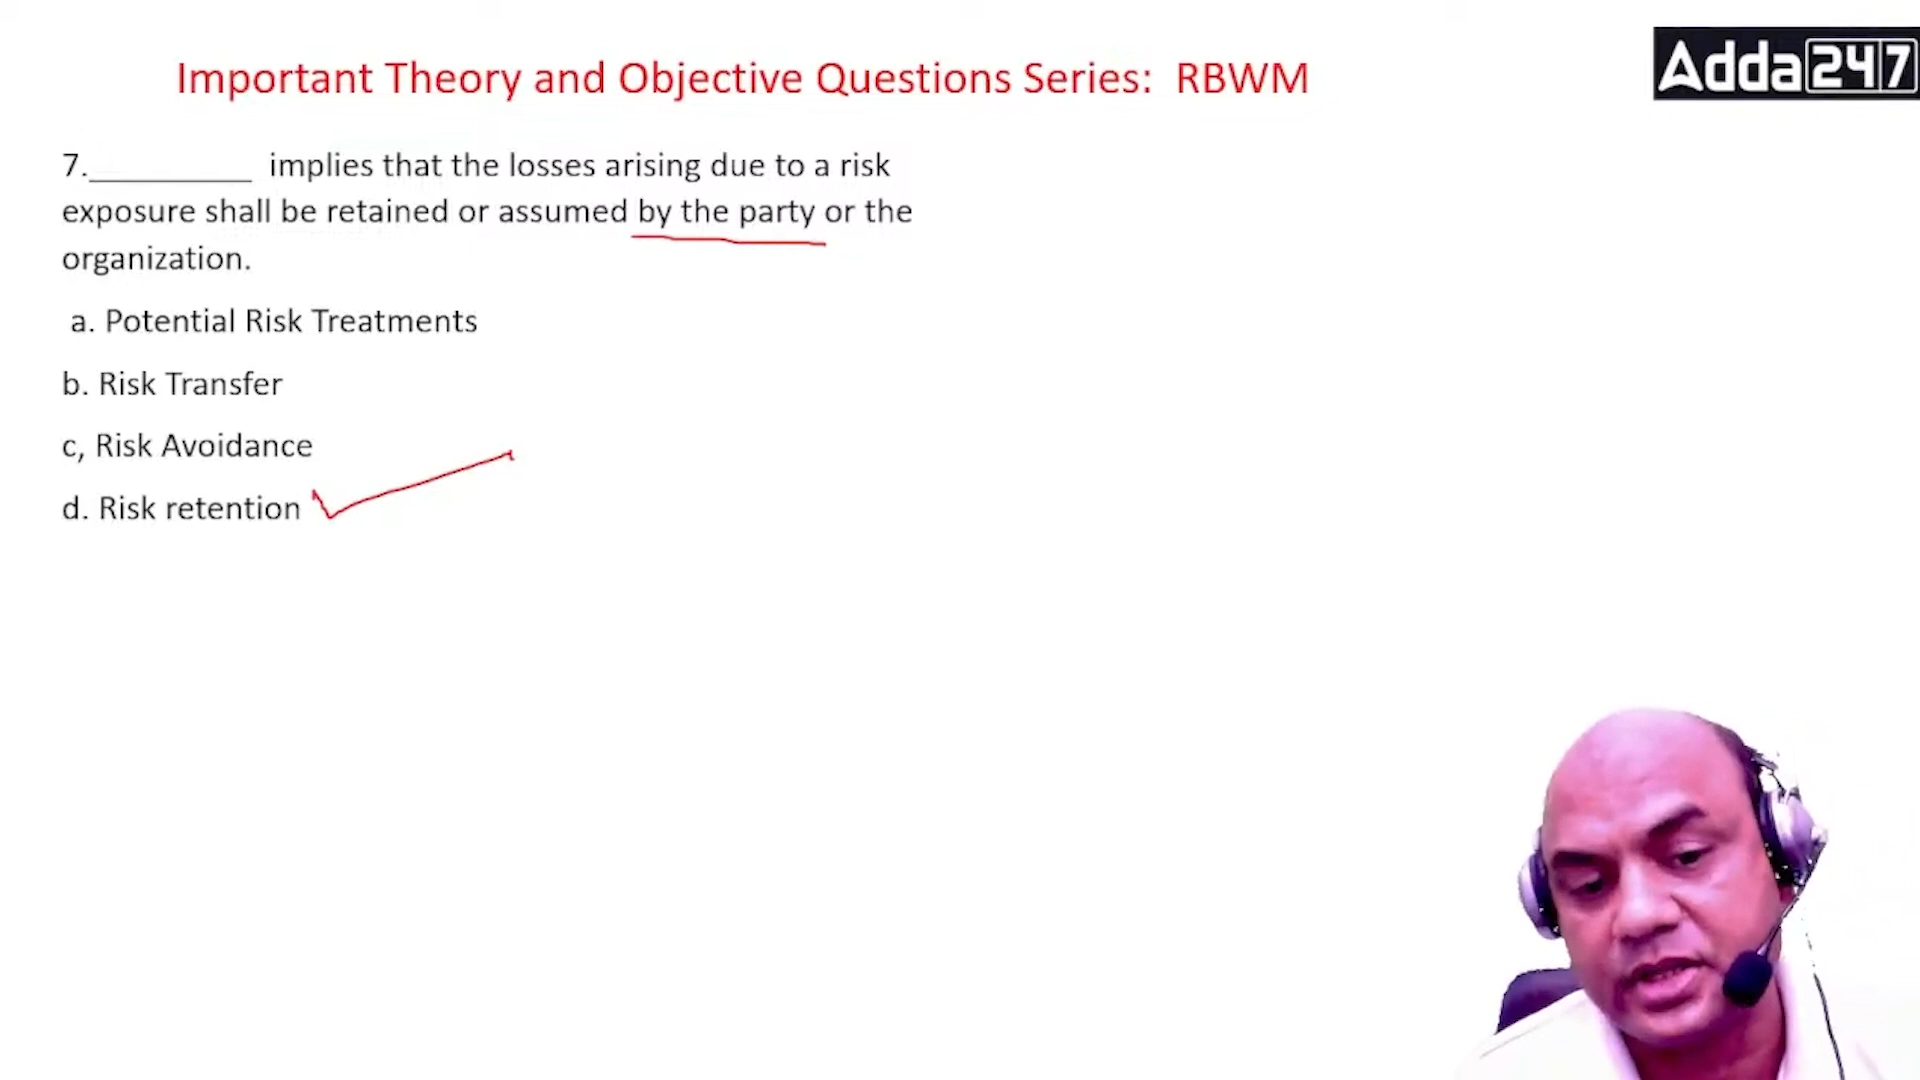 Important Theory and Objective Questions Series: RBWM
Adda247
7._________ implies that the losses arising due to a risk
exposure shall be retained or assumed by the party or the
organization.
a. Potential Risk Treatments
b. Risk Transfer
c, Risk Avoidance
d. Risk retention